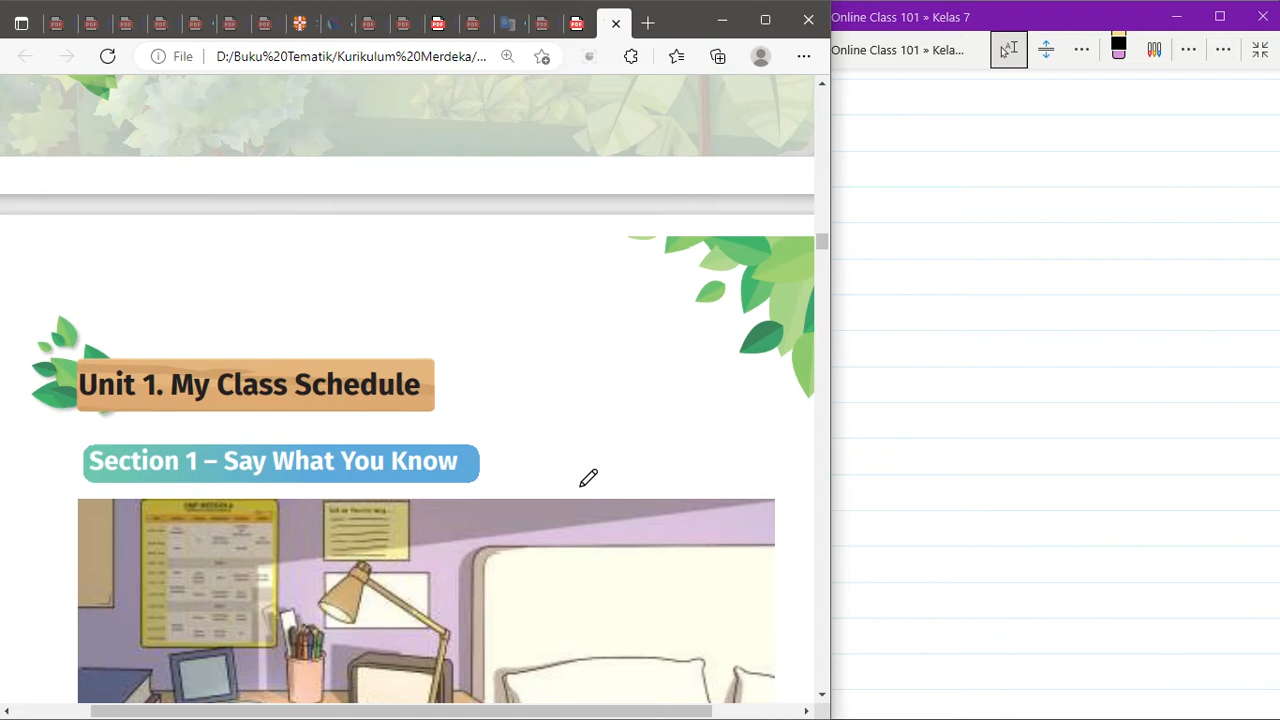 Online Class 101 » Kelas 7
File D:/Buku%20Tematik/Kurikulum%20Merdeka/...
Online Class 101 » Kela...
Unit 1. My Class Schedule
Section 1 – Say What You Know